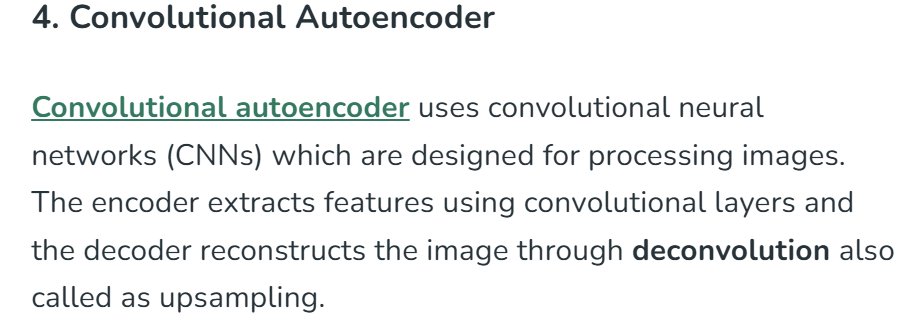 4. Convolutional Autoencoder
Convolutional autoencoder uses convolutional neural
networks (CNNs) which are designed for processing images.
The encoder extracts features using convolutional layers and
the decoder reconstructs the image through deconvolution also
called as upsampling.